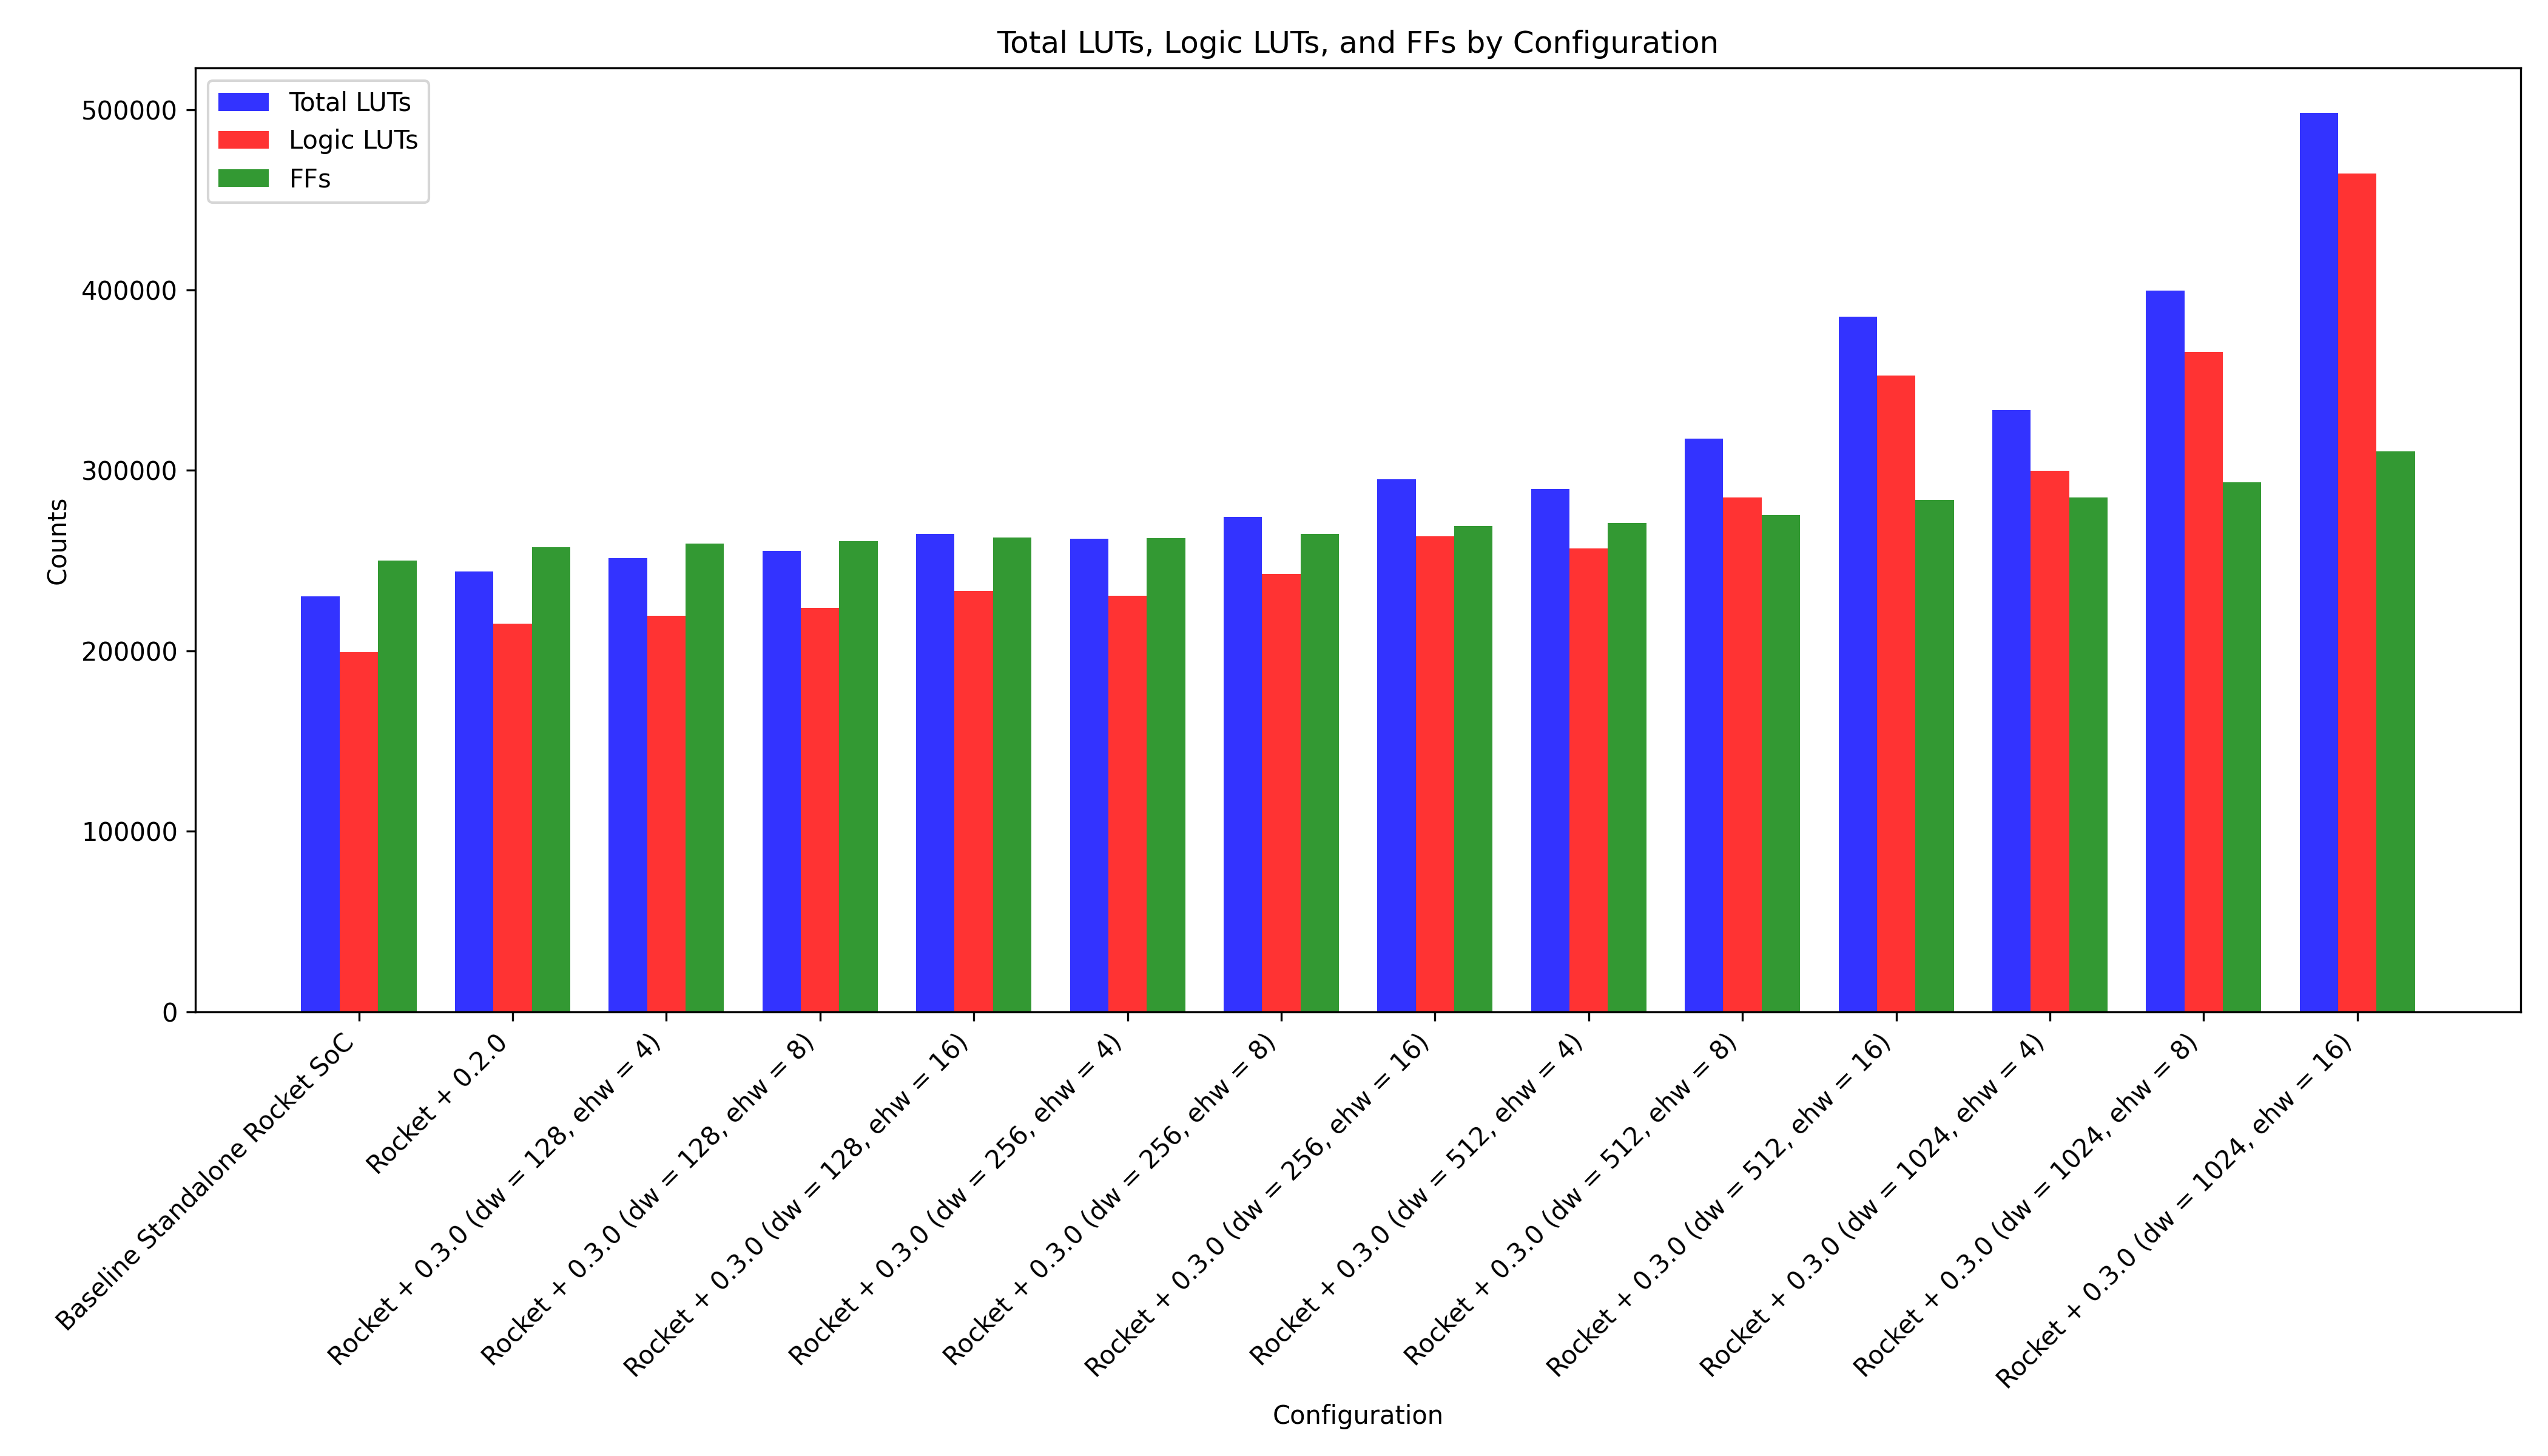 Total LUTs, Logic LUTs, and FFs by Configuration
Total LUTs
Logic LUTs
FFs
500000
400000
300000
200000
100000
0
Counts
Baseline Standalone Rocket SoC
Rocket + 0.2.0
Rocket + 0.3.0 (dw = 128, ehw = 4)
Rocket + 0.3.0 (dw = 128, ehw = 8)
Rocket + 0.3.0 (dw = 128, ehw = 16)
Rocket + 0.3.0 (dw = 256, ehw = 4)
Rocket + 0.3.0 (dw = 256, ehw = 8)
Rocket + 0.3.0 (dw = 256, ehw = 16)
Rocket + 0.3.0 (dw = 512, ehw = 4)
Rocket + 0.3.0 (dw = 512, ehw = 8)
Rocket + 0.3.0 (dw = 512, ehw = 16)
Rocket + 0.3.0 (dw = 1024, ehw = 4)
Rocket + 0.3.0 (dw = 1024, ehw = 8)
Rocket + 0.3.0 (dw = 1024, ehw = 16)
Configuration